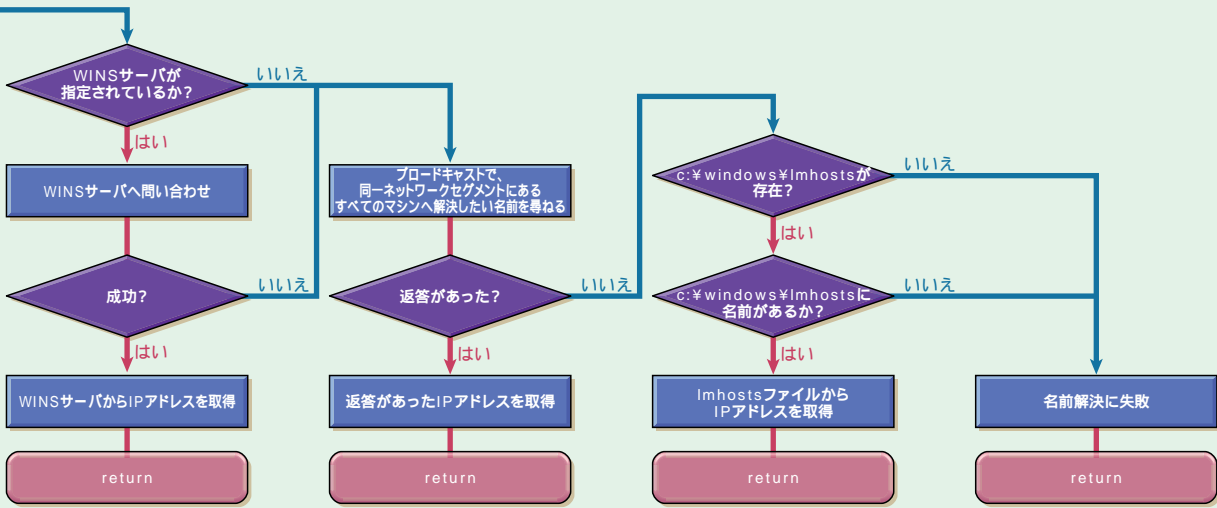 WINSサーバが
指定されているか?
いいえ
はい
WINSサーバへ問い合わせ
成功?
いいえ
はい
WINSサーバからIPアドレスを取得
return
ブロードキャストで、
同一ネットワークセグメントにある
すべてのマシンへ解決したい名前を尋ねる
返答があった?
いいえ
はい
返答があったIPアドレスを取得
return
c:¥windows¥lmhostsが
存在?
いいえ
はい
c:¥windows¥lmhostsに
名前があるか?
いいえ
はい
lmhostsファイルから
IPアドレスを取得
return
名前解決に失敗
return